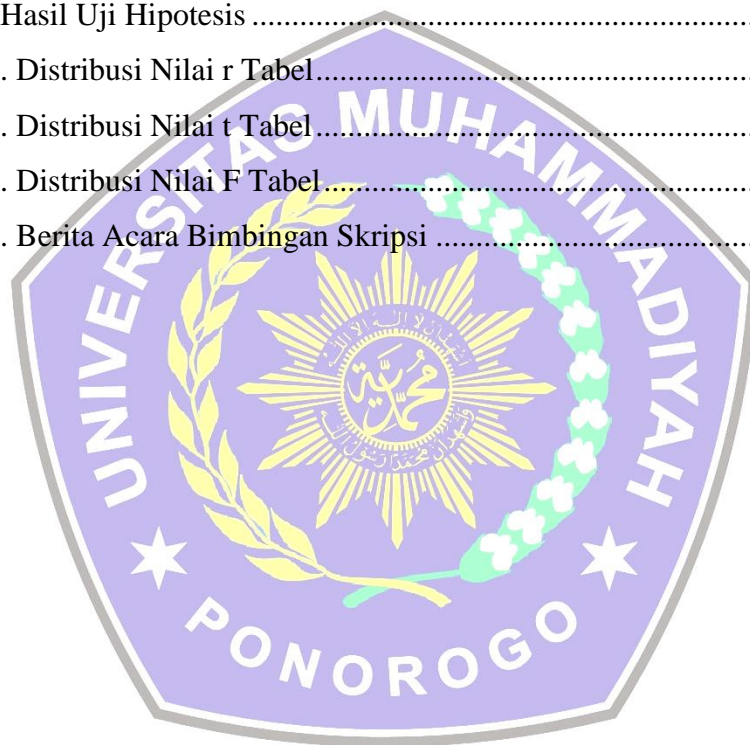 Hasil Uji Hipotesis ....................................................................
. Distribusi Nilai r Tabel............................................................
. Distribusi Nilai t Tabel............................................................
. Distribusi Nilai F Tabel...........................................................
. Berita Acara Bimbingan Skripsi .............................................
UNIVERSITAS MUHAMMADIYAH
PONOROGO